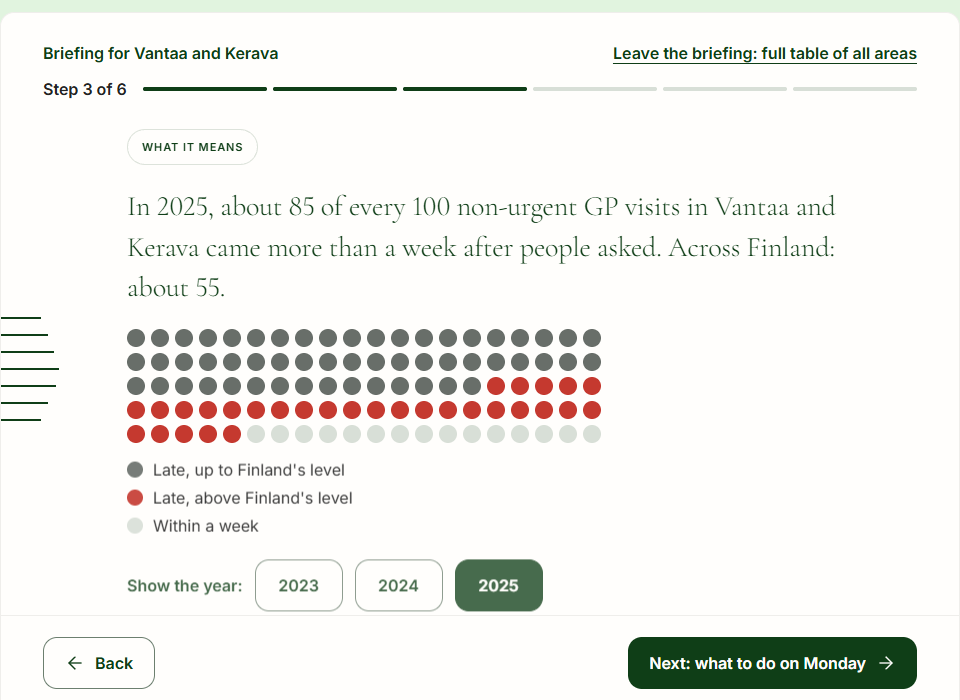 Briefing for Vantaa and Kerava
Leave the briefing: full table of all areas
Step 3 of 6
WHAT IT MEANS
In 2025, about 85 of every 100 non-urgent GP visits in Vantaa and
Kerava came more than a week after people asked. Across Finland:
about 55.
Late, up to Finland's level
Late, above Finland's level
Within a week
Show the year:
2023
2024
2025
Back
Next: what to do on Monday